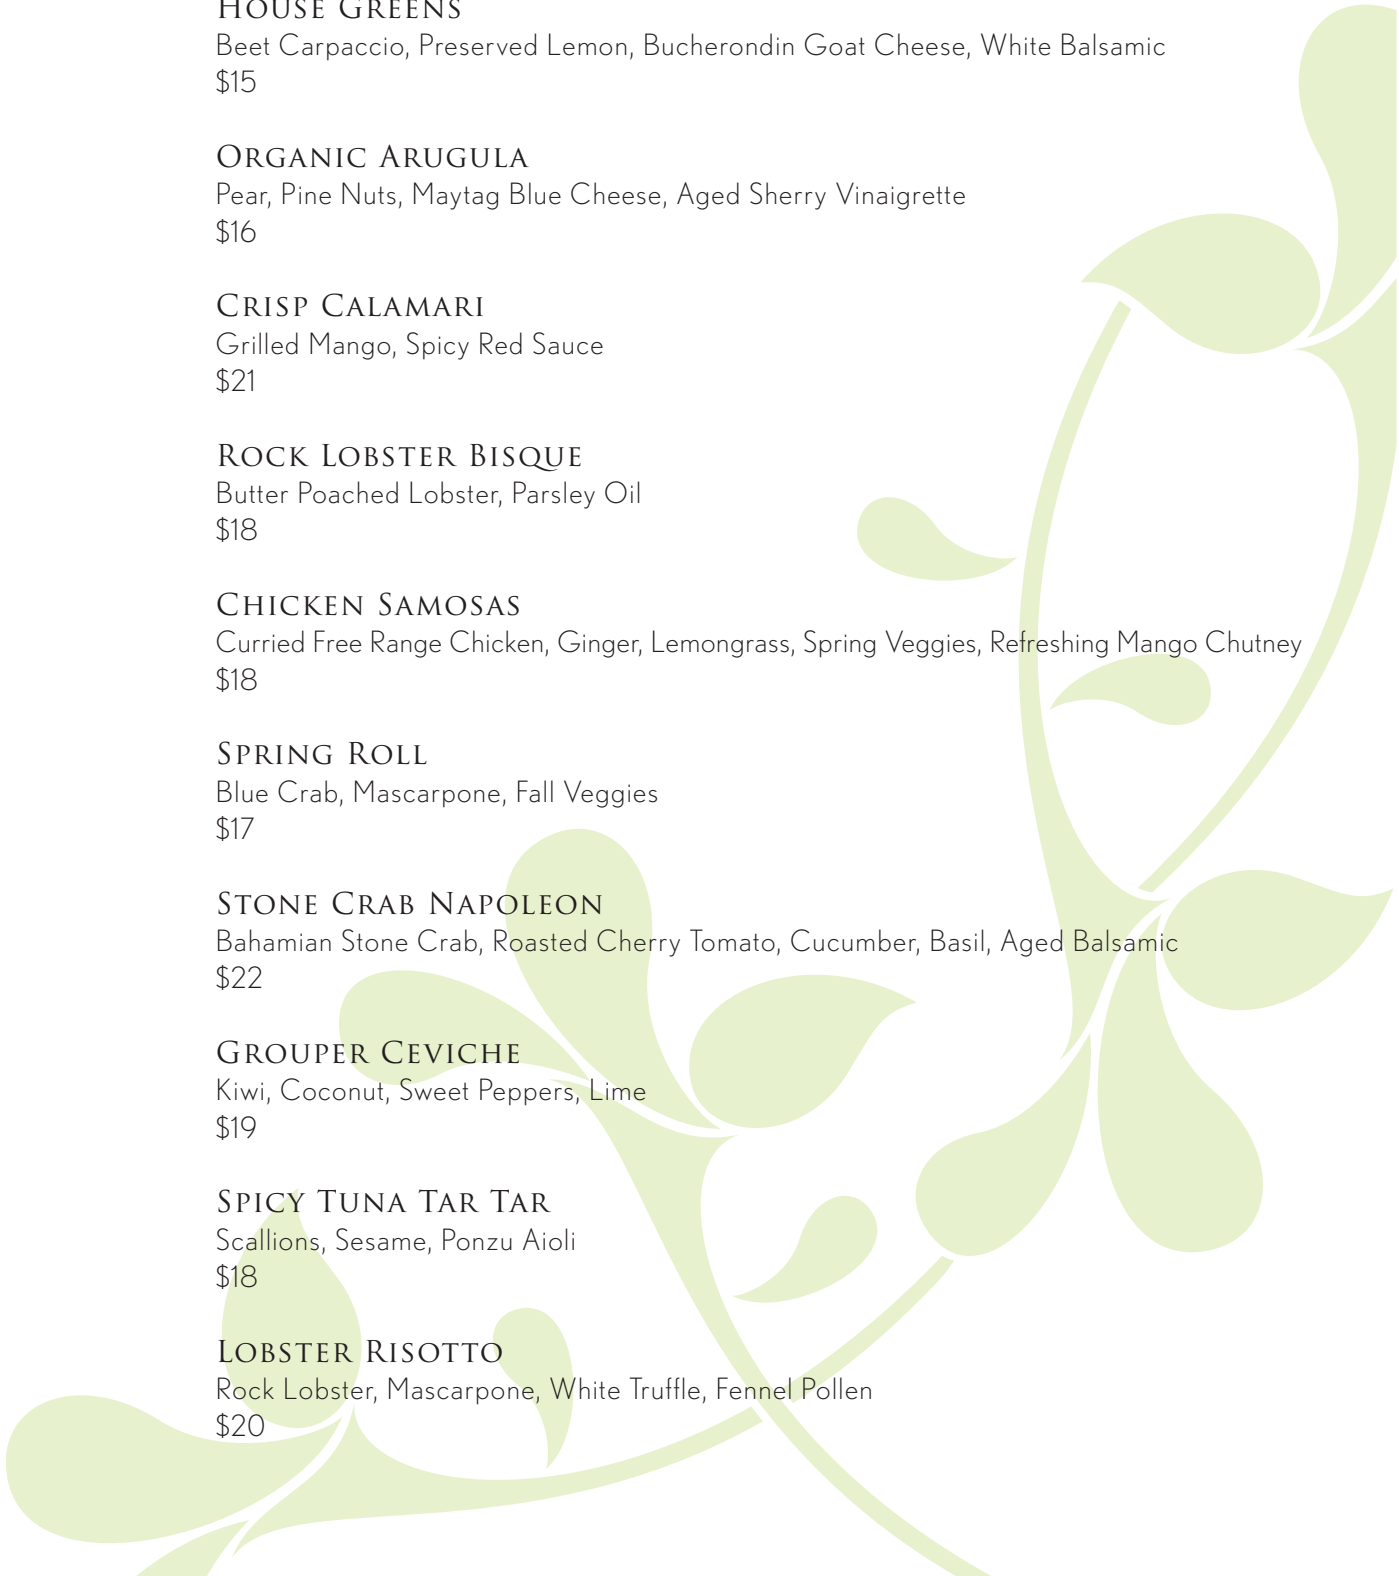 House Greens
Beet Carpaccio, Preserved Lemon, Bucherondin Goat Cheese, White Balsamic
$15
Organic Arugula
Pear, Pine Nuts, Maytag Blue Cheese, Aged Sherry Vinaigrette
$16
Crisp Calamari
Grilled Mango, Spicy Red Sauce
$21
Rock Lobster Bisque
Butter Poached Lobster, Parsley Oil
$18
Chicken Samosas
Curried Free Range Chicken, Ginger, Lemongrass, Spring Veggies, Refreshing Mango Chutney
$18
Spring Roll
Blue Crab, Mascarpone, Fall Veggies
$17
Stone Crab Napoleon
Bahamian Stone Crab, Roasted Cherry Tomato, Cucumber, Basil, Aged Balsamic
$22
Grouper Ceviche
Kiwi, Coconut, Sweet Peppers, Lime
$19
Spicy Tuna Tar Tar
Scallions, Sesame, Ponzu Aioli
$18
Lobster Risotto
Rock Lobster, Mascarpone, White Truffle, Fennel Pollen
$20